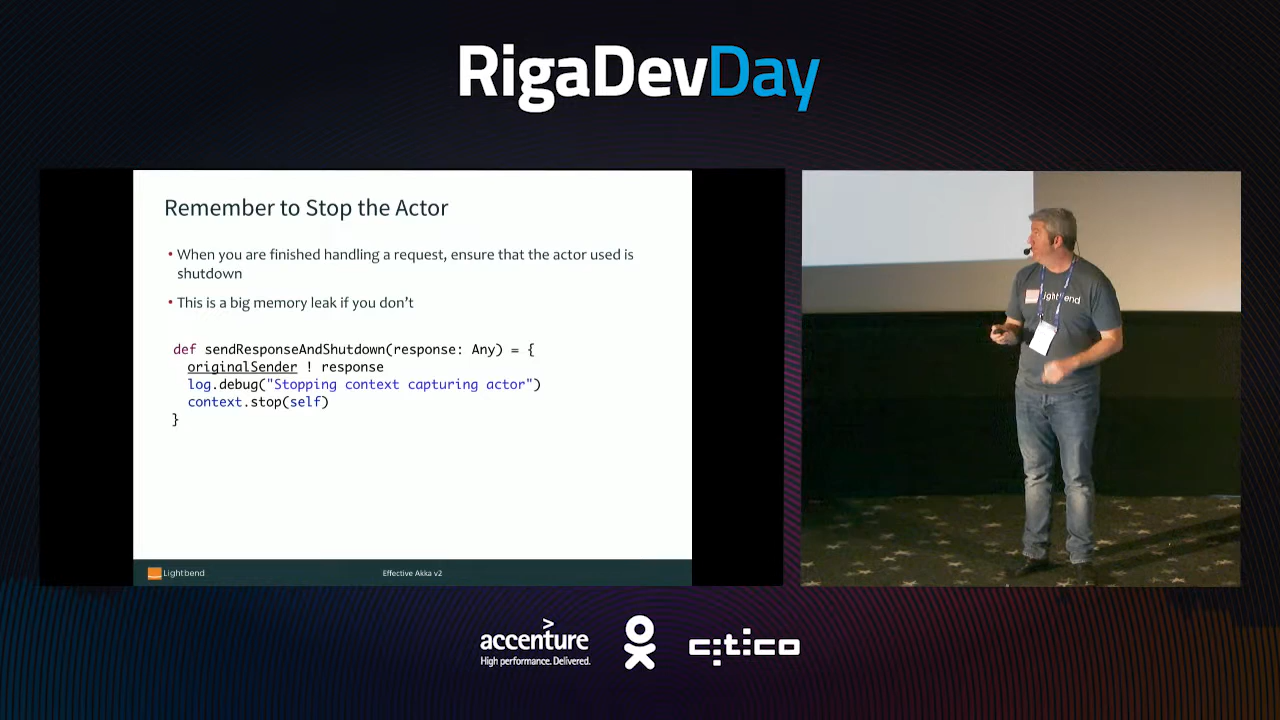 RigaDevDay
Remember to Stop the Actor
• When you are finished handling a request, ensure that the actor used is
shutdown
• This is a big memory leak if you don’t
def sendResponseAndShutdown(response: Any) = {
originalSender ! response
log.debug("Stopping context capturing actor")
context.stop(self)
}
Lightbend
Effective Akka v2
Lightbend
accenture
High performance. Delivered.
citico